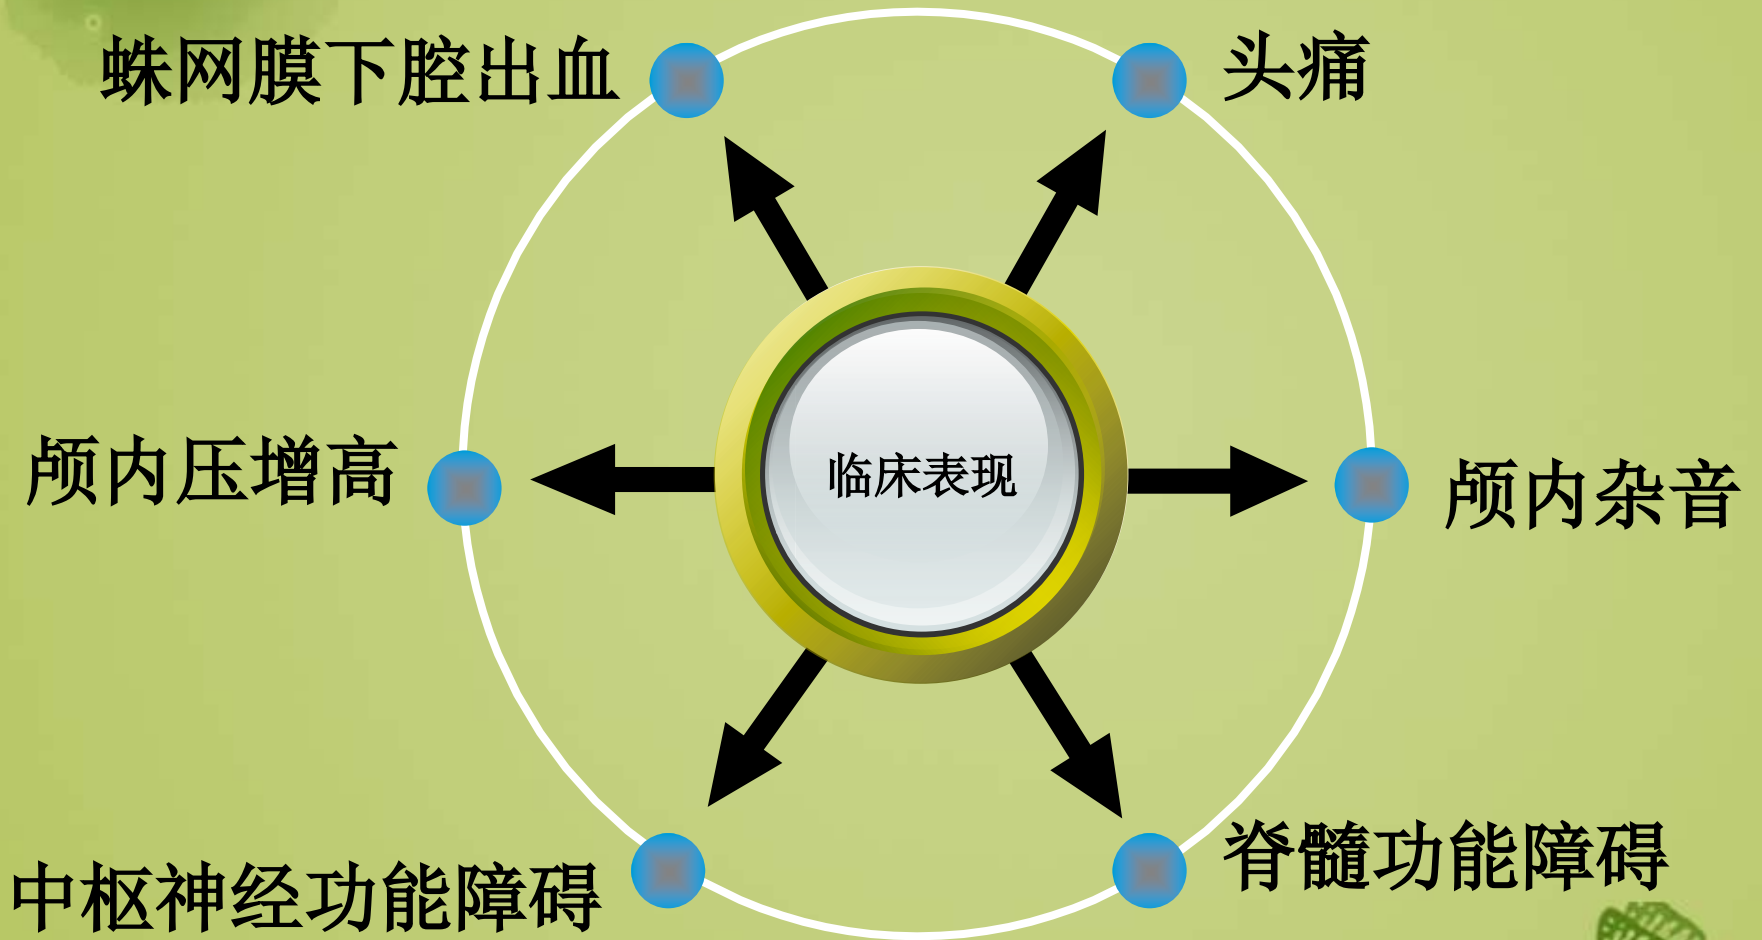 蛛网膜下腔出血
头痛
颅内压增高
临床表现
颅内杂音
中枢神经功能障碍
脊髓功能障碍